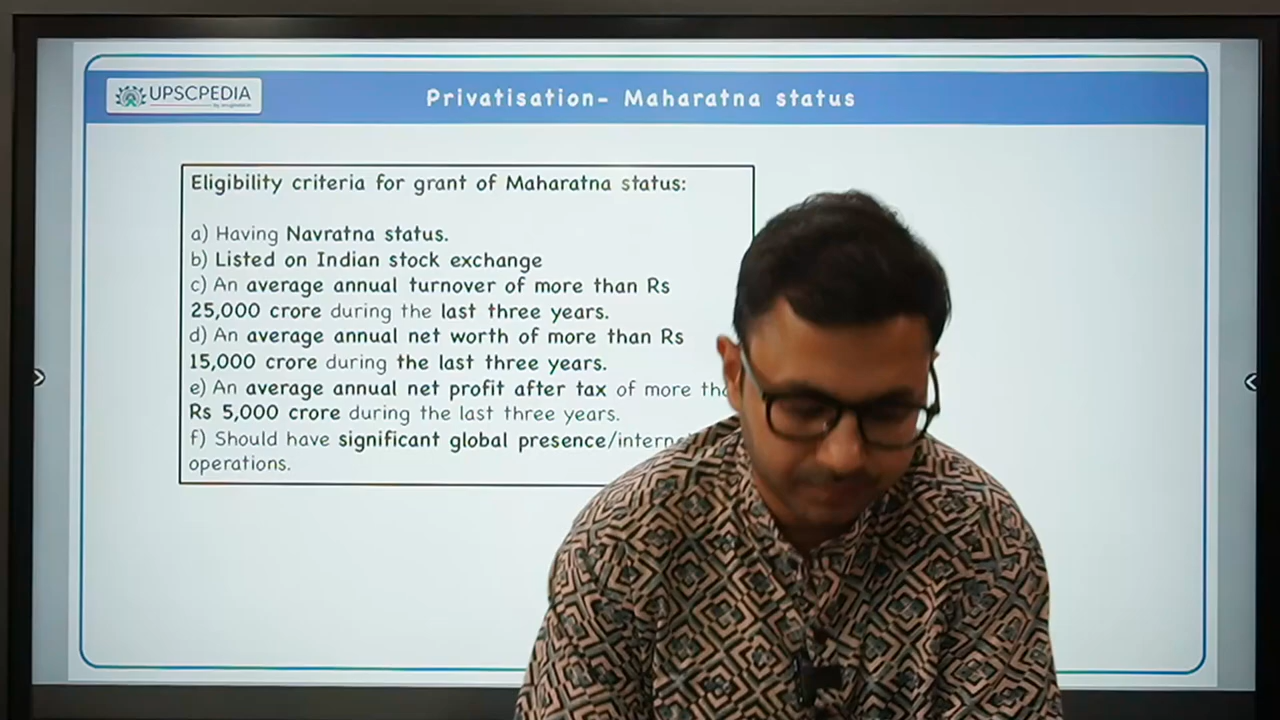 UPSCPEDIA
Privatisation- Maharatna status
Eligibility criteria for grant of Maharatna status:
a) Having Navratna status.
b) Listed on Indian stock exchange
c) An average annual turnover of more than Rs
25,000 crore during the last three years.
d) An average annual net worth of more than Rs
15,000 crore during the last three years.
e) An average annual net profit after tax of more
Rs 5,000 crore during the last three years.
f) Should have significant global presence/
operations.